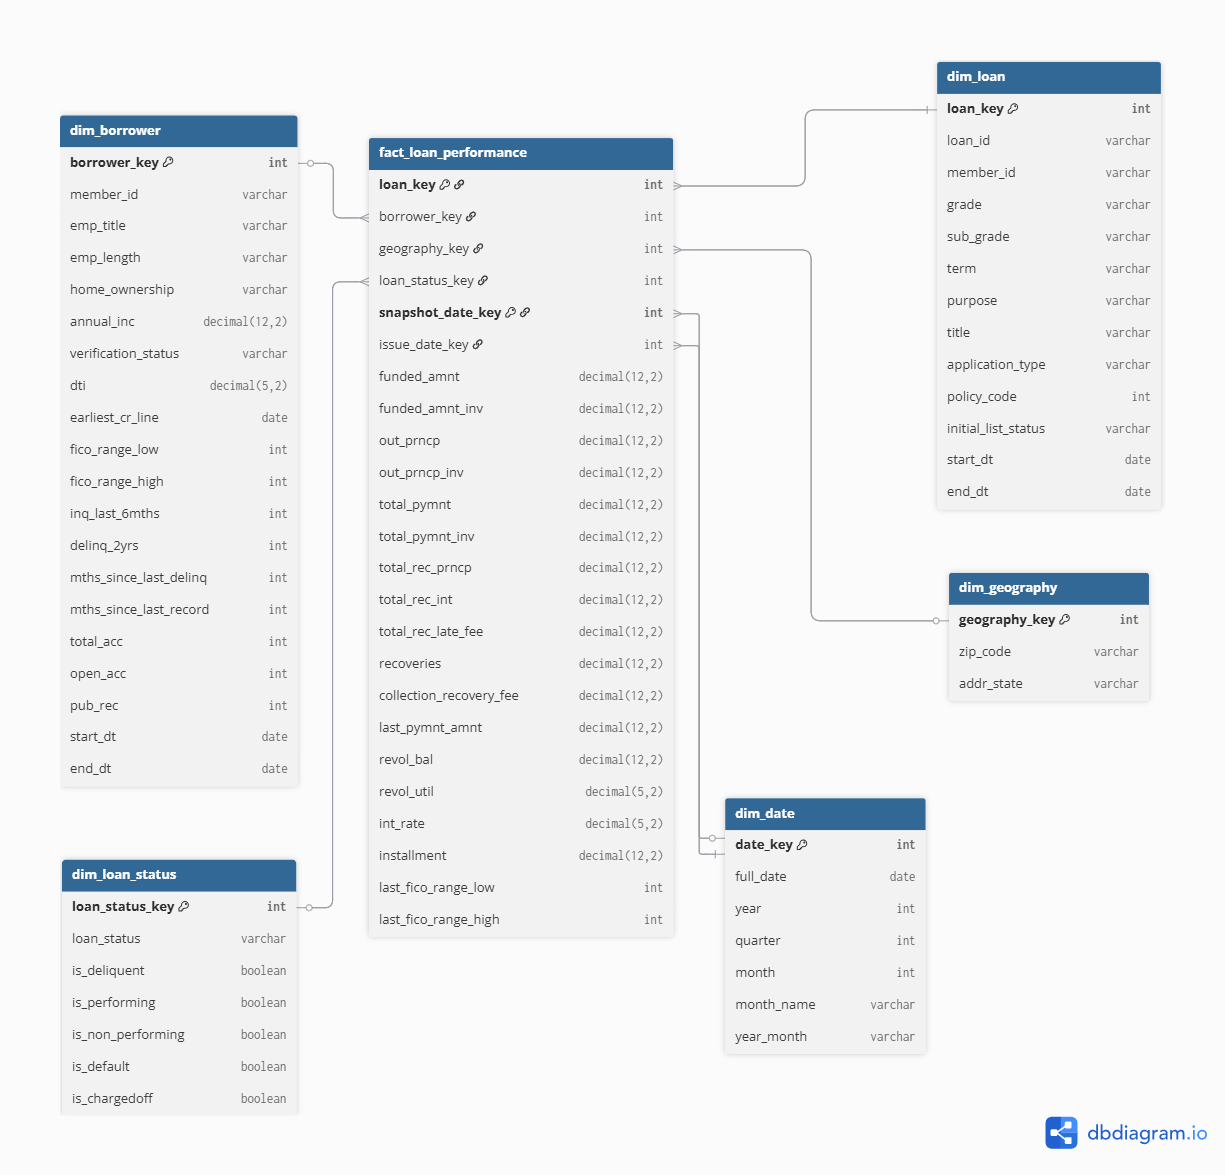 dim_borrower
borrower_key int
member_id varchar
emp_title varchar
emp_length varchar
home_ownership varchar
annual_inc decimal(12,2)
verification_status varchar
dti decimal(5,2)
earliest_cr_line date
fico_range_low int
fico_range_high int
inq_last_6mths int
delinq_2yrs int
mths_since_last_delinq int
mths_since_last_record int
total_acc int
open_acc int
pub_rec int
start_dt date
end_dt date
dim_loan_status
loan_status_key int
loan_status varchar
is_deliquent boolean
is_performing boolean
is_non_performing boolean
is_default boolean
is_chargedoff boolean
fact_loan_performance
loan_key int
borrower_key int
geography_key int
loan_status_key int
snapshot_date_key int
issue_date_key int
funded_amnt decimal(12,2)
funded_amnt_inv decimal(12,2)
out_prncp decimal(12,2)
out_prncp_inv decimal(12,2)
total_pymnt decimal(12,2)
total_pymnt_inv decimal(12,2)
total_rec_prncp decimal(12,2)
total_rec_int decimal(12,2)
total_rec_late_fee decimal(12,2)
recoveries decimal(12,2)
collection_recovery_fee decimal(12,2)
last_pymnt_amnt decimal(12,2)
revol_bal decimal(12,2)
revol_util decimal(5,2)
int_rate decimal(5,2)
installment decimal(12,2)
last_fico_range_low int
last_fico_range_high int
dim_loan
loan_key int
loan_id varchar
member_id varchar
grade varchar
sub_grade varchar
term varchar
purpose varchar
title varchar
application_type varchar
policy_code int
initial_list_status varchar
start_dt date
end_dt date
dim_geography
geography_key int
zip_code varchar
addr_state varchar
dim_date
date_key int
full_date date
year int
quarter int
month int
month_name varchar
year_month varchar
dbdiagram.io